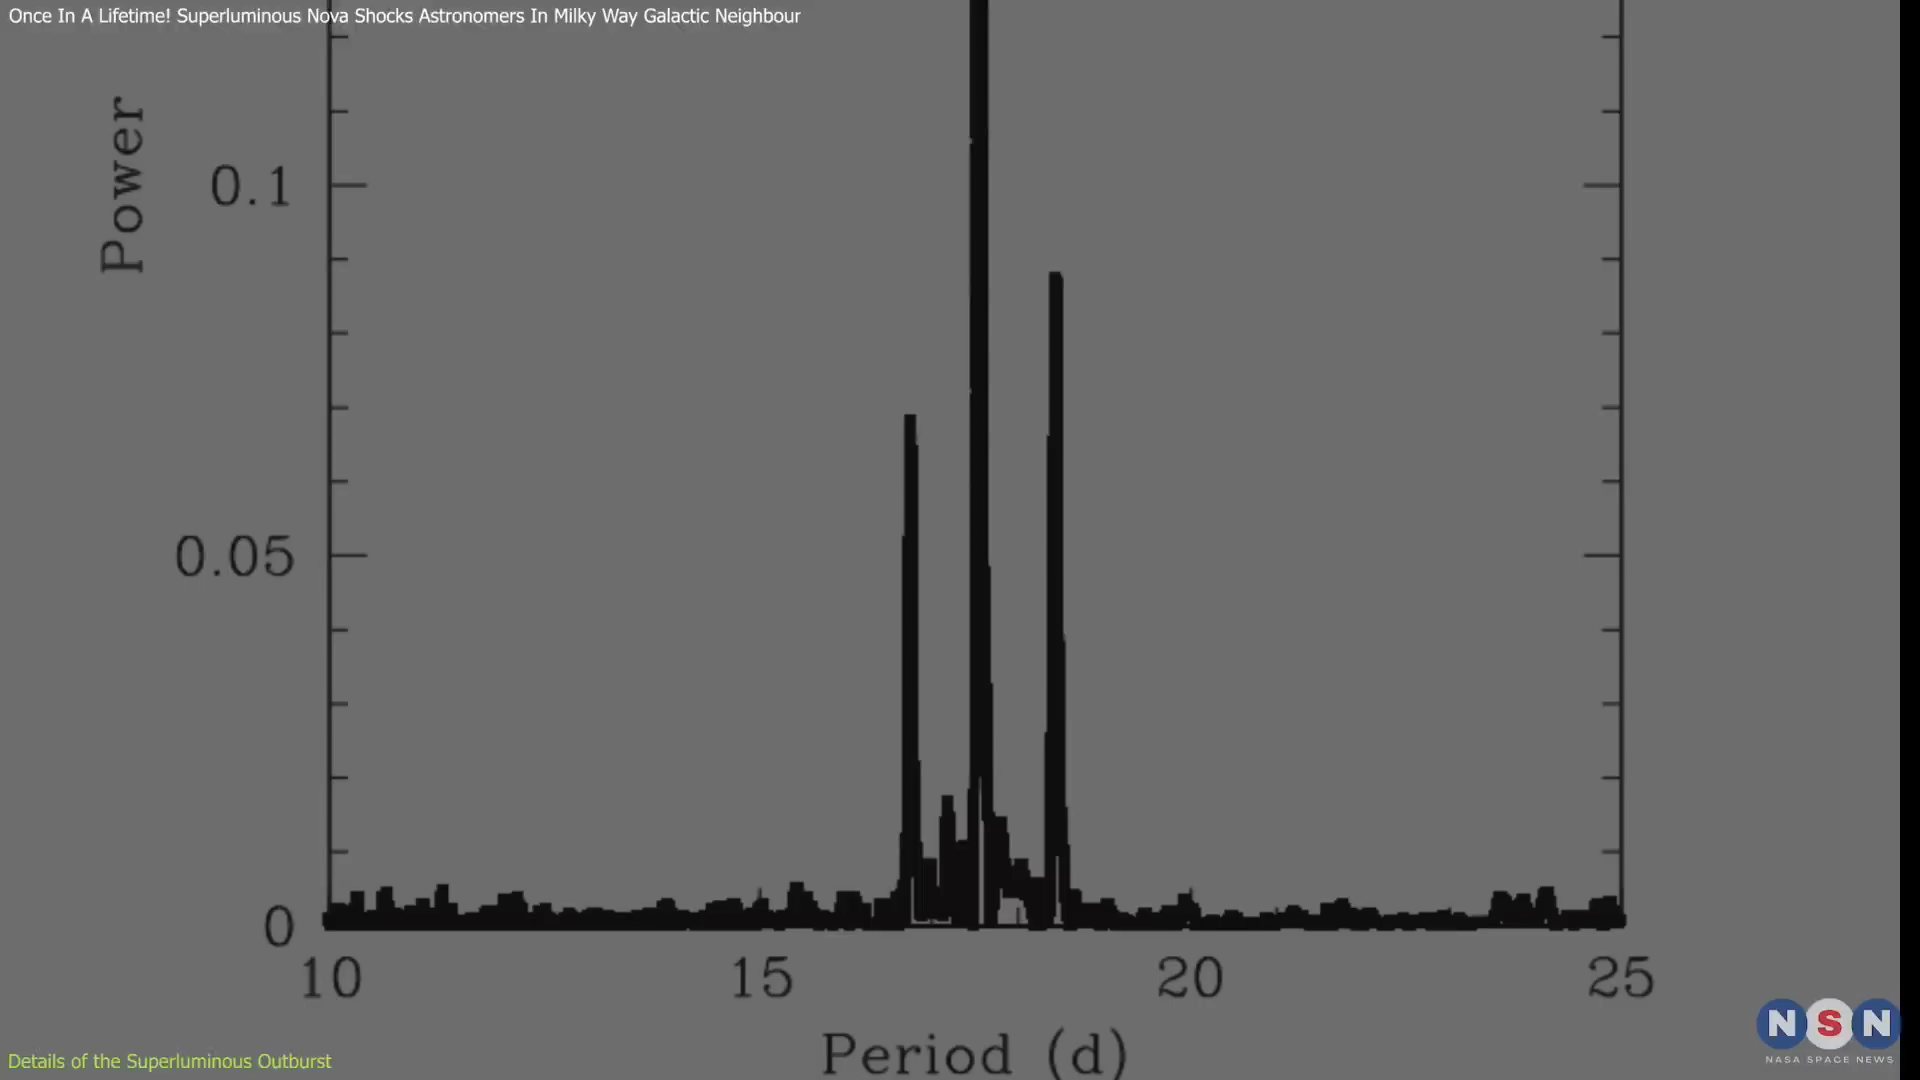 Once In A Lifetime! Superluminous Nova Shocks Astronomers In Milky Way Galactic Neighbour
Power
0.1
0.05
0
10 15 20 25
Period (d)
Details of the Superluminous Outburst
NSN
NASA SPACE NEWS